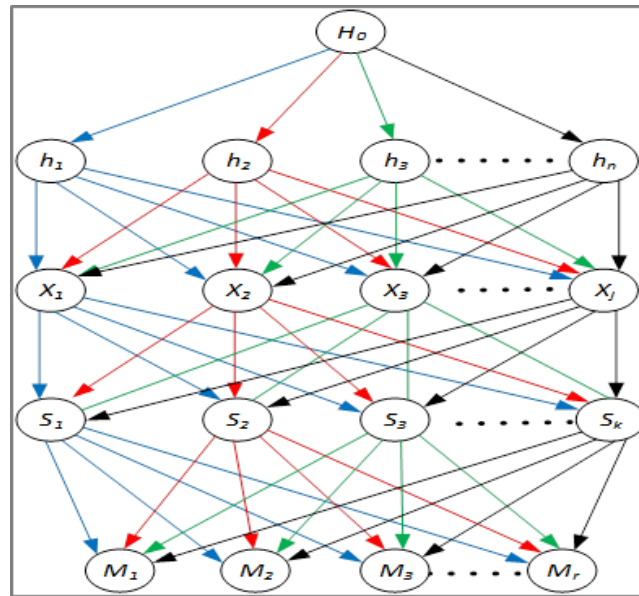 H₀
h₁ h₂ h₃ hₙ
X₁ X₂ X₃ Xⱼ
S₁ S₂ S₃ Sₖ
M₁ M₂ M₃ Mᵣ